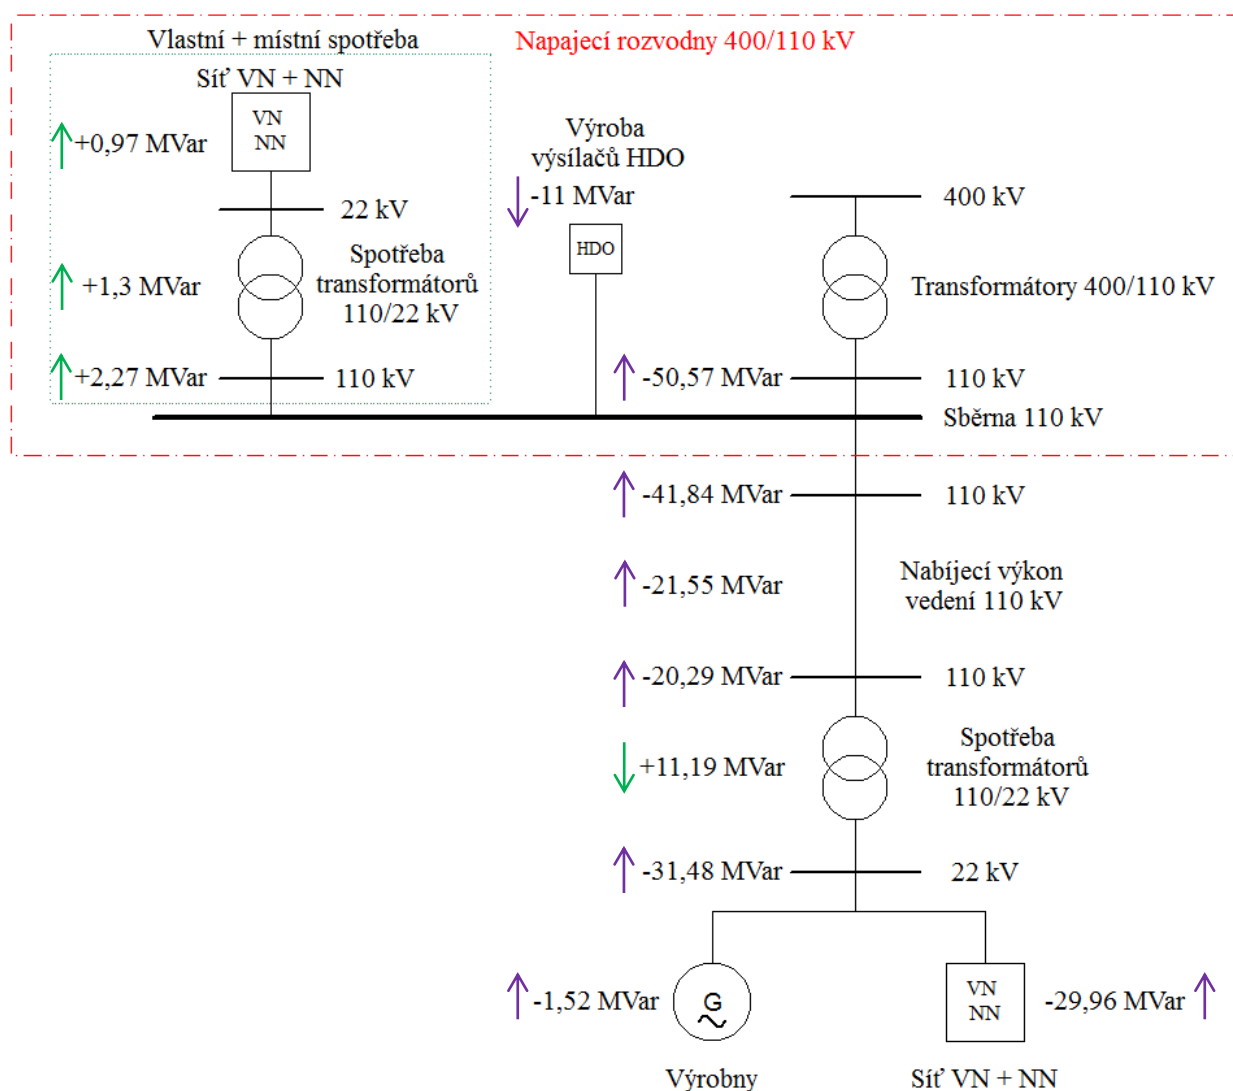 Vlastní + místní spotřeba
Napajecí rozvodny 400/110 kV
Síť VN + NN
VN
NN
+0,97 MVar
22 kV
+1,3 MVar
Spotřeba
transformátorů
110/22 kV
+2,27 MVar
110 kV
Výroba
výsílačů HDO
-11 MVar
HDO
400 kV
Transformátory 400/110 kV
-50,57 MVar
110 kV
Sběrna 110 kV
-41,84 MVar
110 kV
-21,55 MVar
Nabíjecí výkon
vedení 110 kV
-20,29 MVar
110 kV
+11,19 MVar
Spotřeba
transformátorů
110/22 kV
-31,48 MVar
22 kV
-1,52 MVar
G
VN
NN
-29,96 MVar
Výrobny
Síť VN + NN